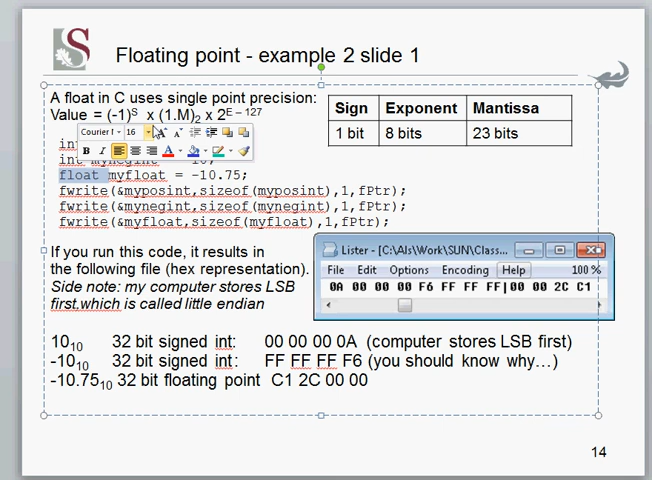 S
Floating point - example 2 slide 1
A float in C uses single point precision:
Value = (-1)S x (1.M)2 x 2E – 127
Sign Exponent Mantissa
1 bit 8 bits 23 bits
Courier f 16
B I A
float myfloat = -10.75;
fwrite(&myposint,sizeof(myposint),1,fPtr);
fwrite(&mynegint,sizeof(mynegint),1,fPtr);
fwrite(&myfloat,sizeof(myfloat),1,fPtr);
If you run this code, it results in
the following file (hex representation).
Side note: my computer stores LSB
first,which is called little endian
Lister - [C:\Als\Work\SUN\Class...
File Edit Options Encoding Help 100 %
0A 00 00 00 F6 FF FF FF|00 00 2C C1
1010 32 bit signed int: 00 00 00 0A (computer stores LSB first)
-1010 32 bit signed int: FF FF FF F6 (you should know why…)
-10.7510 32 bit floating point C1 2C 00 00
14